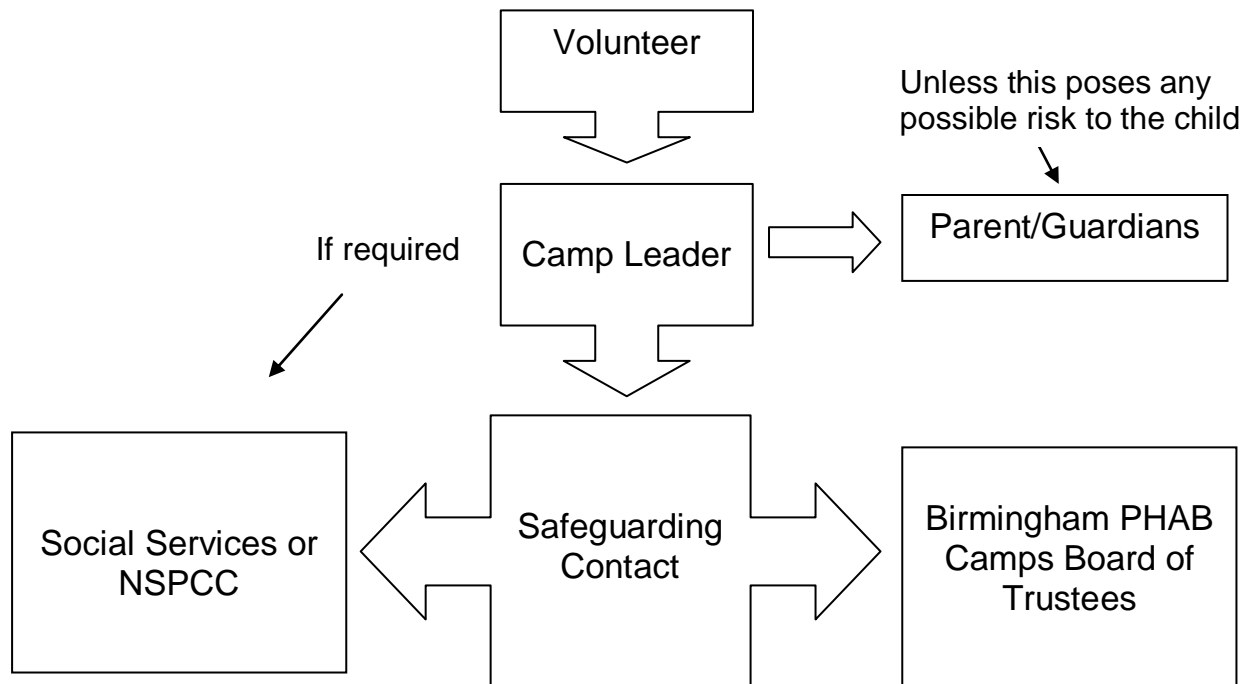 Volunteer
Unless this poses any
possible risk to the child
Parent/Guardians
If required
Camp Leader
Social Services or
NSPCC
Safeguarding
Contact
Birmingham PHAB
Camps Board of
Trustees